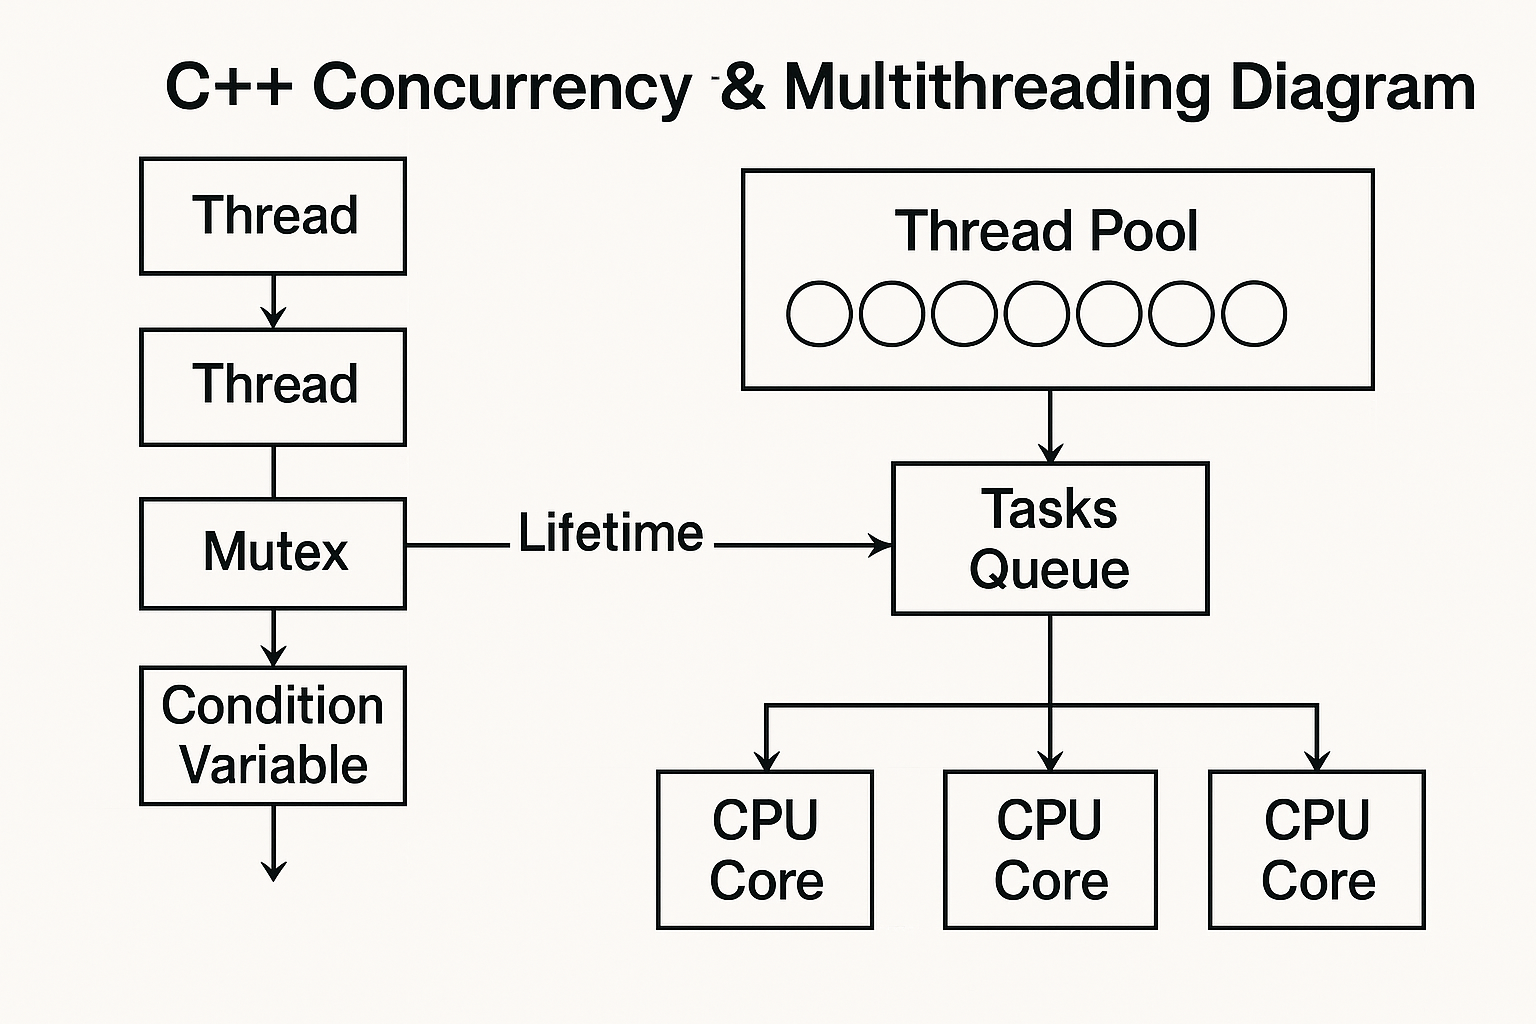 C++ Concurrency -& Multithreading Diagram
Thread
Thread
Mutex
Condition
Variable
Lifetime
Thread Pool
Tasks
Queue
CPU
Core
CPU
Core
CPU
Core